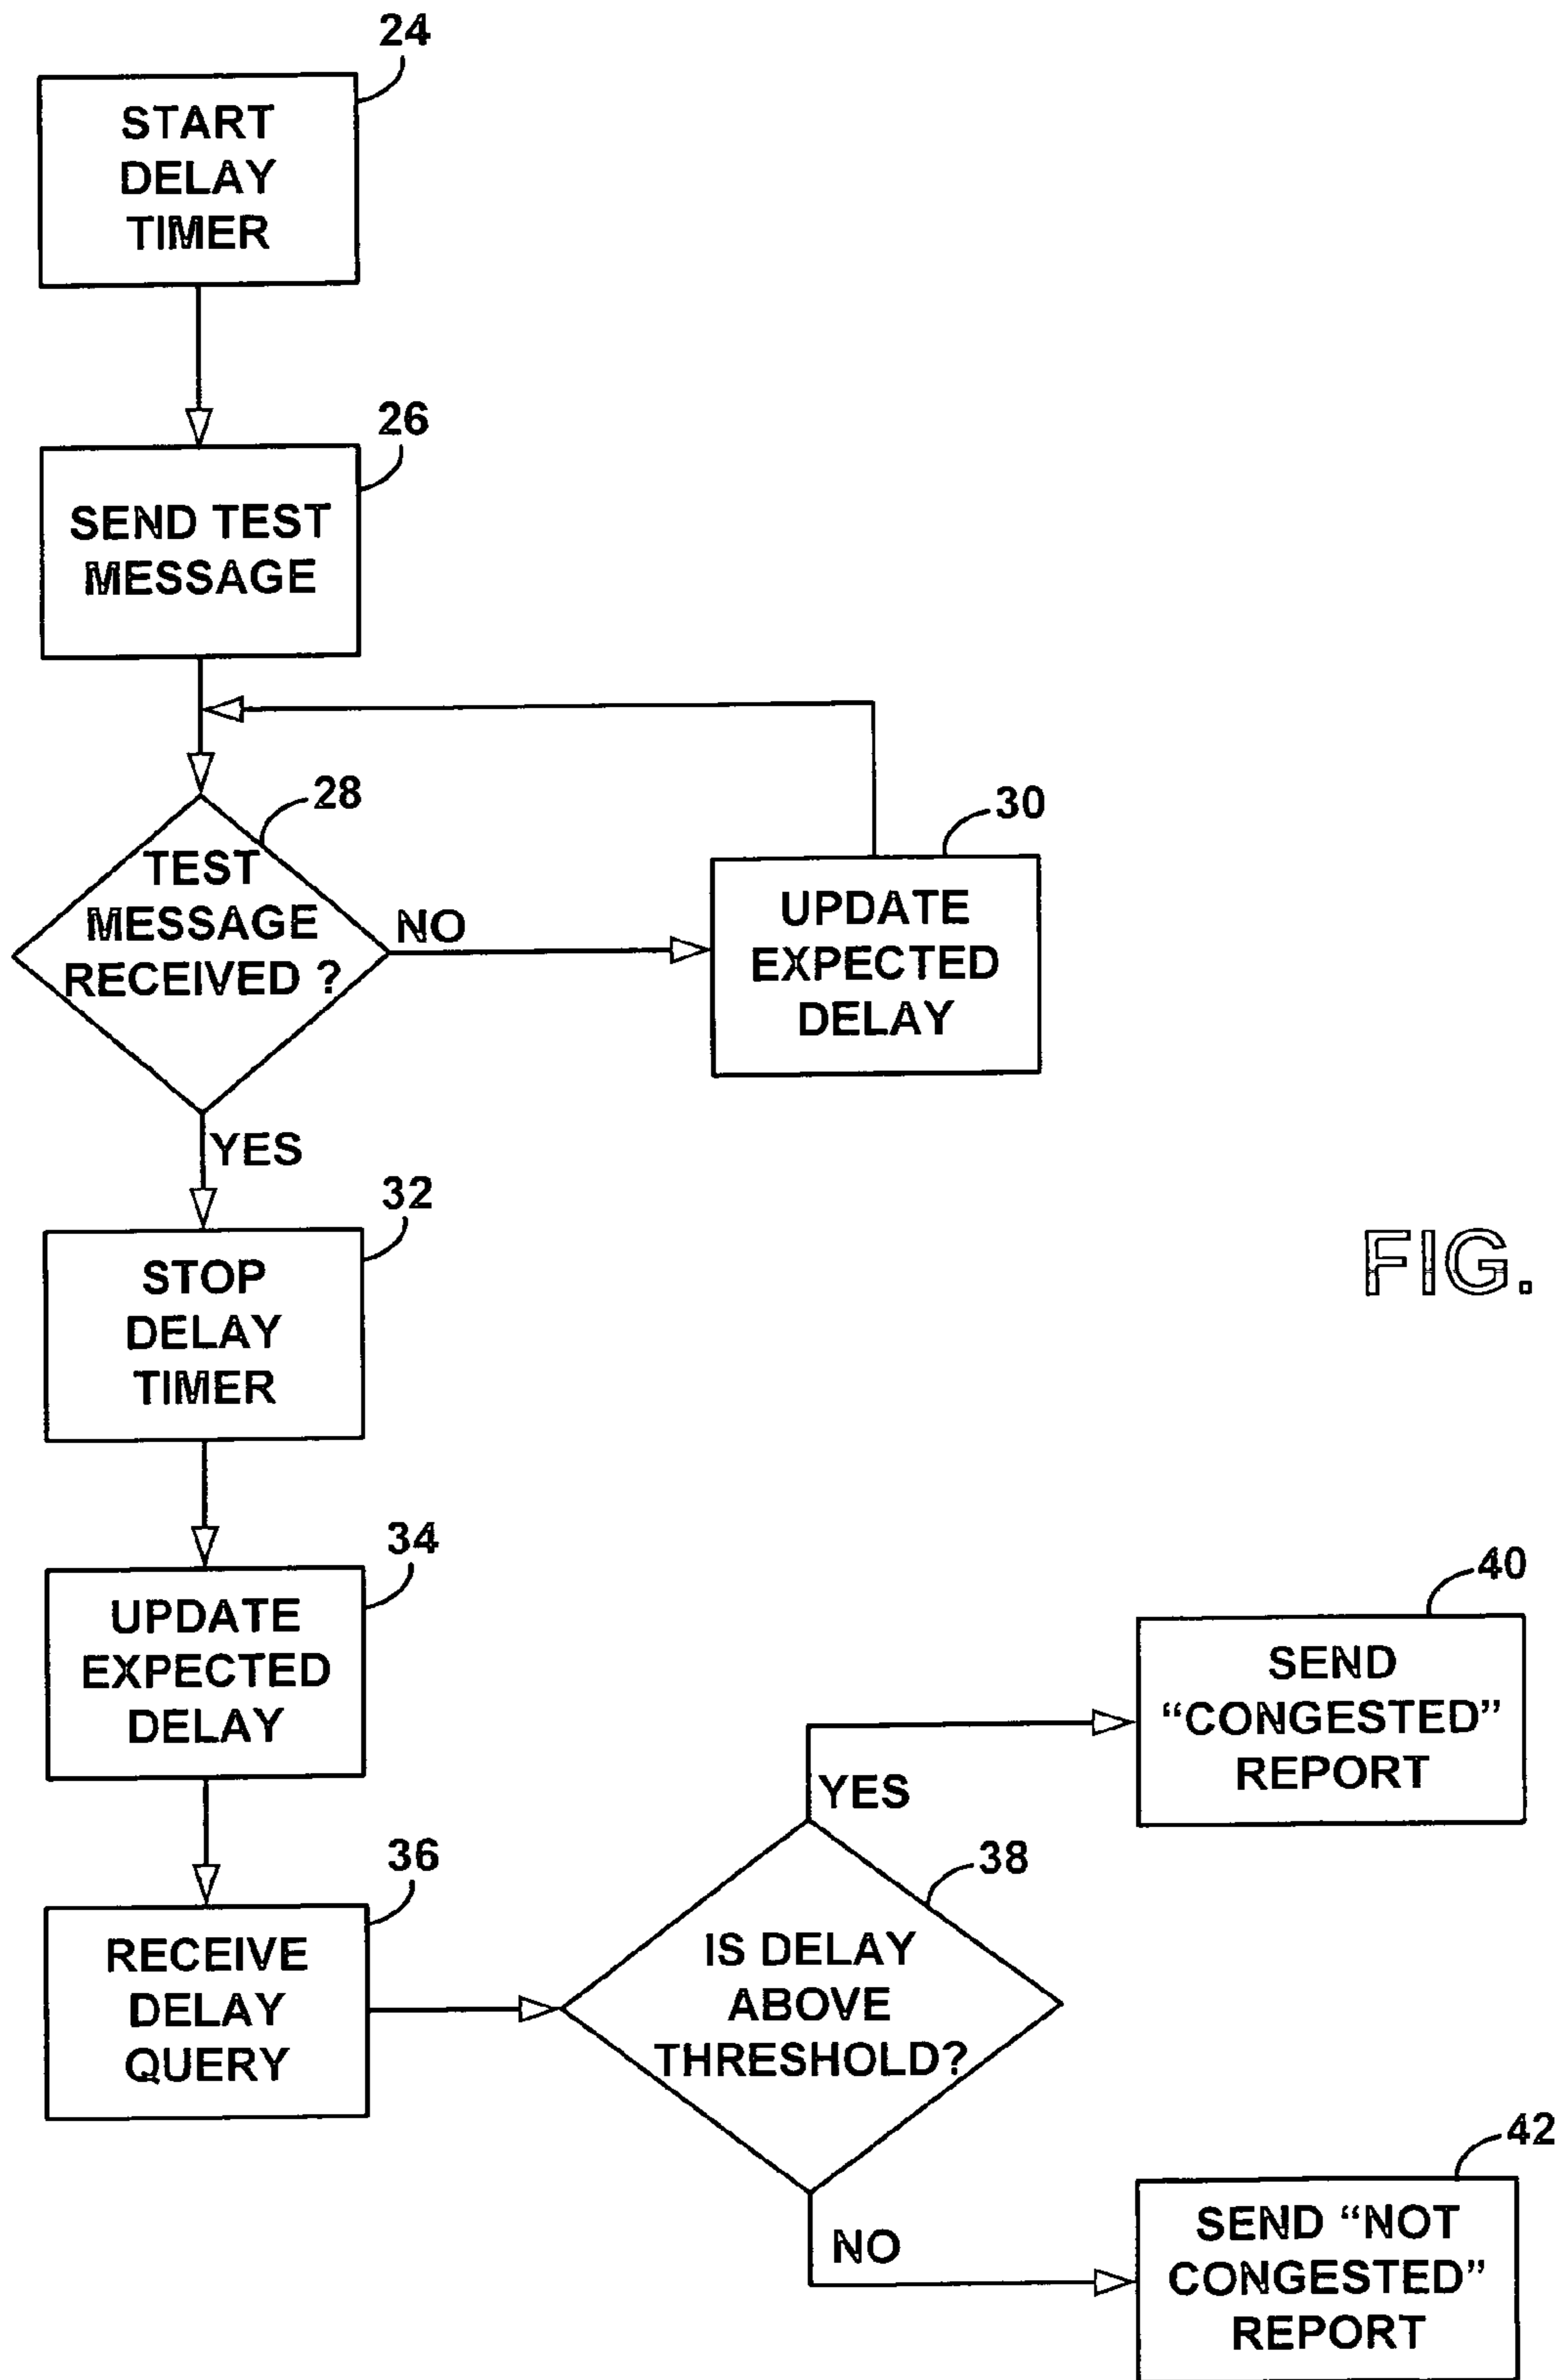 24
START
DELAY
TIMER
26
SEND TEST
MESSAGE
28
TEST
MESSAGE
RECEIVED ?
NO
30
UPDATE
EXPECTED
DELAY
YES
32
STOP
DELAY
TIMER
FIG.
34
UPDATE
EXPECTED
DELAY
36
RECEIVE
DELAY
QUERY
38
IS DELAY
ABOVE
THRESHOLD?
YES
40
SEND
“CONGESTED”
REPORT
NO
42
SEND “NOT
CONGESTED”
REPORT